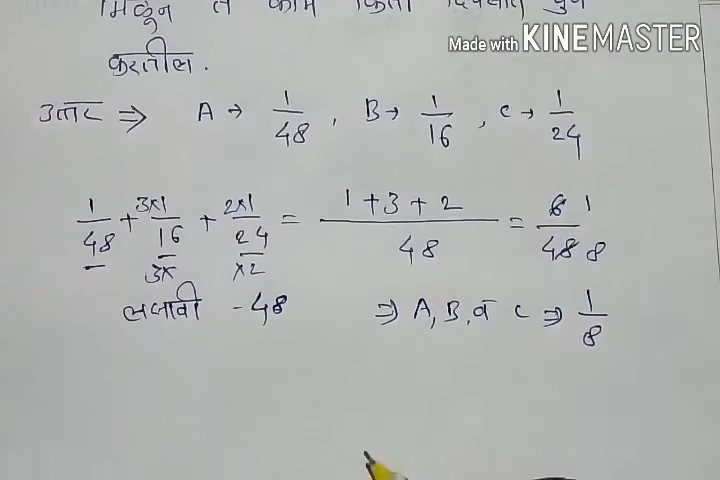 मिळून ते काम किती दिवसात पुर्ण
Made with KINEMASTER
करतील.
उत्तर ⇒ A → 1/48 , B → 1/16 , C → 1/24
1/48 + 3×1/16 3× + 2×1/24 ×2 = 1+3+2/48 = 6 1/48 8
लसावी - 48 ⇒ A, B, व C ⇒ 1/8